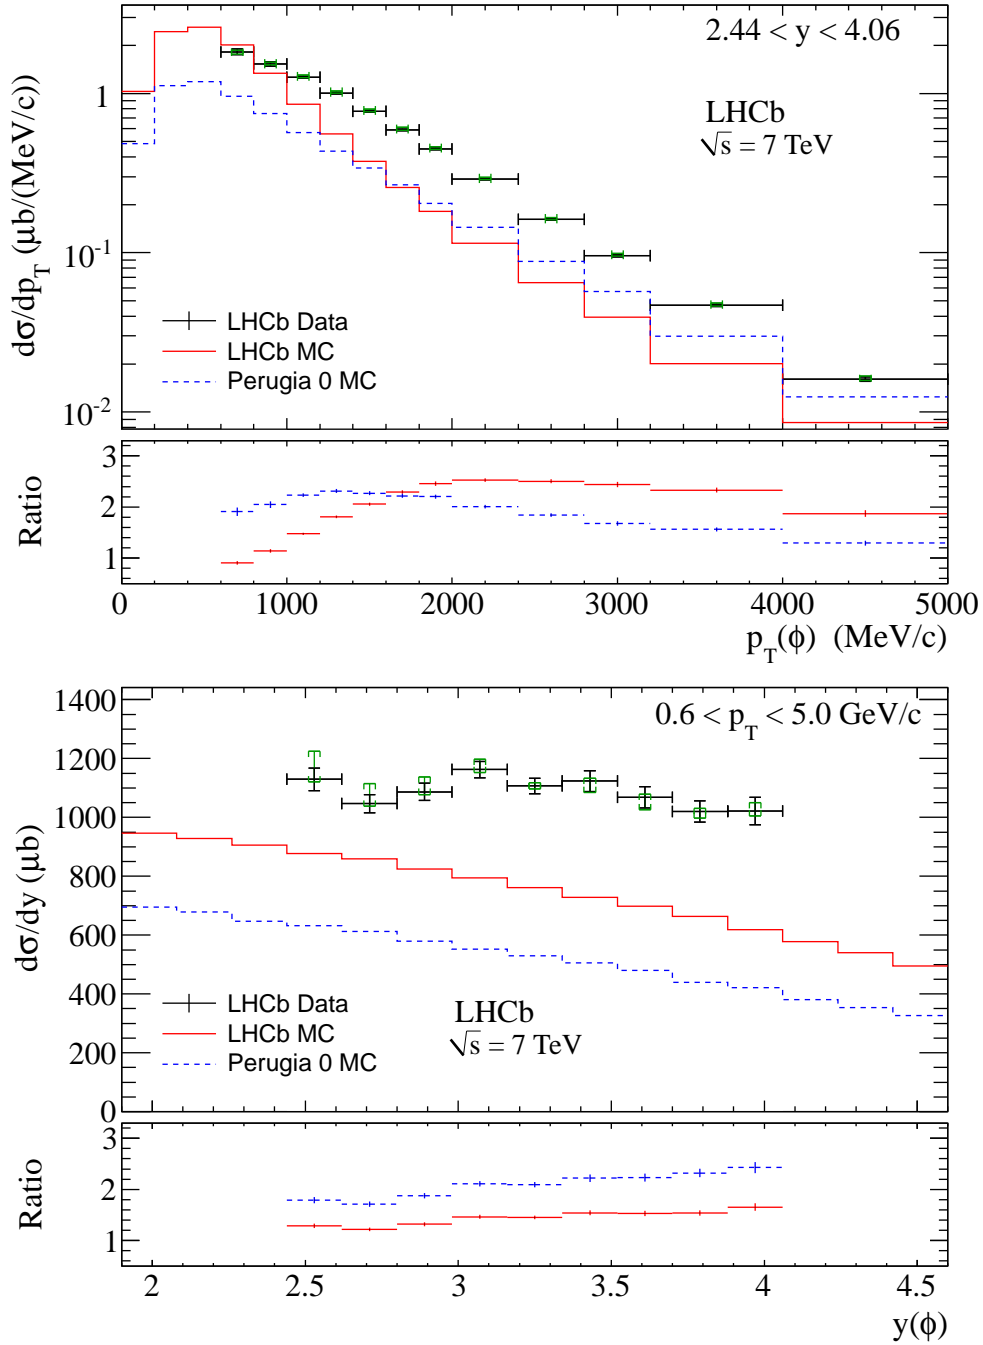 2.44 < y < 4.06
LHCb
√s = 7 TeV
dσ/dp_T (μb/(MeV/c))
1
10⁻¹
10⁻²
LHCb Data
LHCb MC
Perugia 0 MC
Ratio
3
2
1
0 1000 2000 3000 4000 5000
p_T(ϕ) (MeV/c)
0.6 < p_T < 5.0 GeV/c
dσ/dy (μb)
1400
1200
1000
800
600
400
200
0
LHCb Data
LHCb MC
Perugia 0 MC
LHCb
√s = 7 TeV
Ratio
3
2
1
2 2.5 3 3.5 4 4.5
y(ϕ)